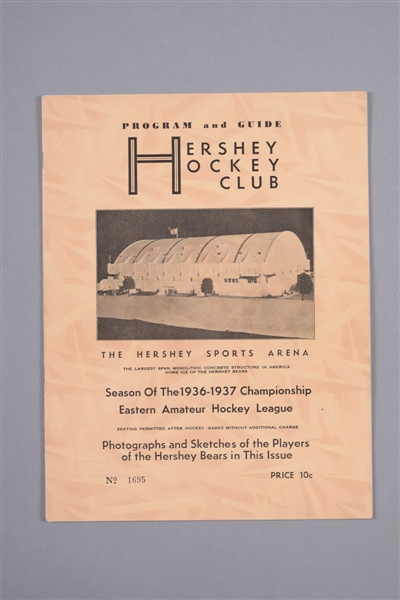 PROGRAM and GUIDE
HERSHEY
HOCKEY
CLUB
THE HERSHEY SPORTS ARENA
THE LARGEST SPAN MONOLITHIC CONCRETE STRUCTURE IN AMERICA
HOME ICE OF THE HERSHEY BEARS
Season Of The 1936-1937 Championship
Eastern Amateur Hockey League
SKATING PERMITTED AFTER HOCKEY GAMES WITHOUT ADDITIONAL CHARGE
Photographs and Sketches of the Players
of the Hershey Bears in This Issue
Nº 1695
PRICE 10c